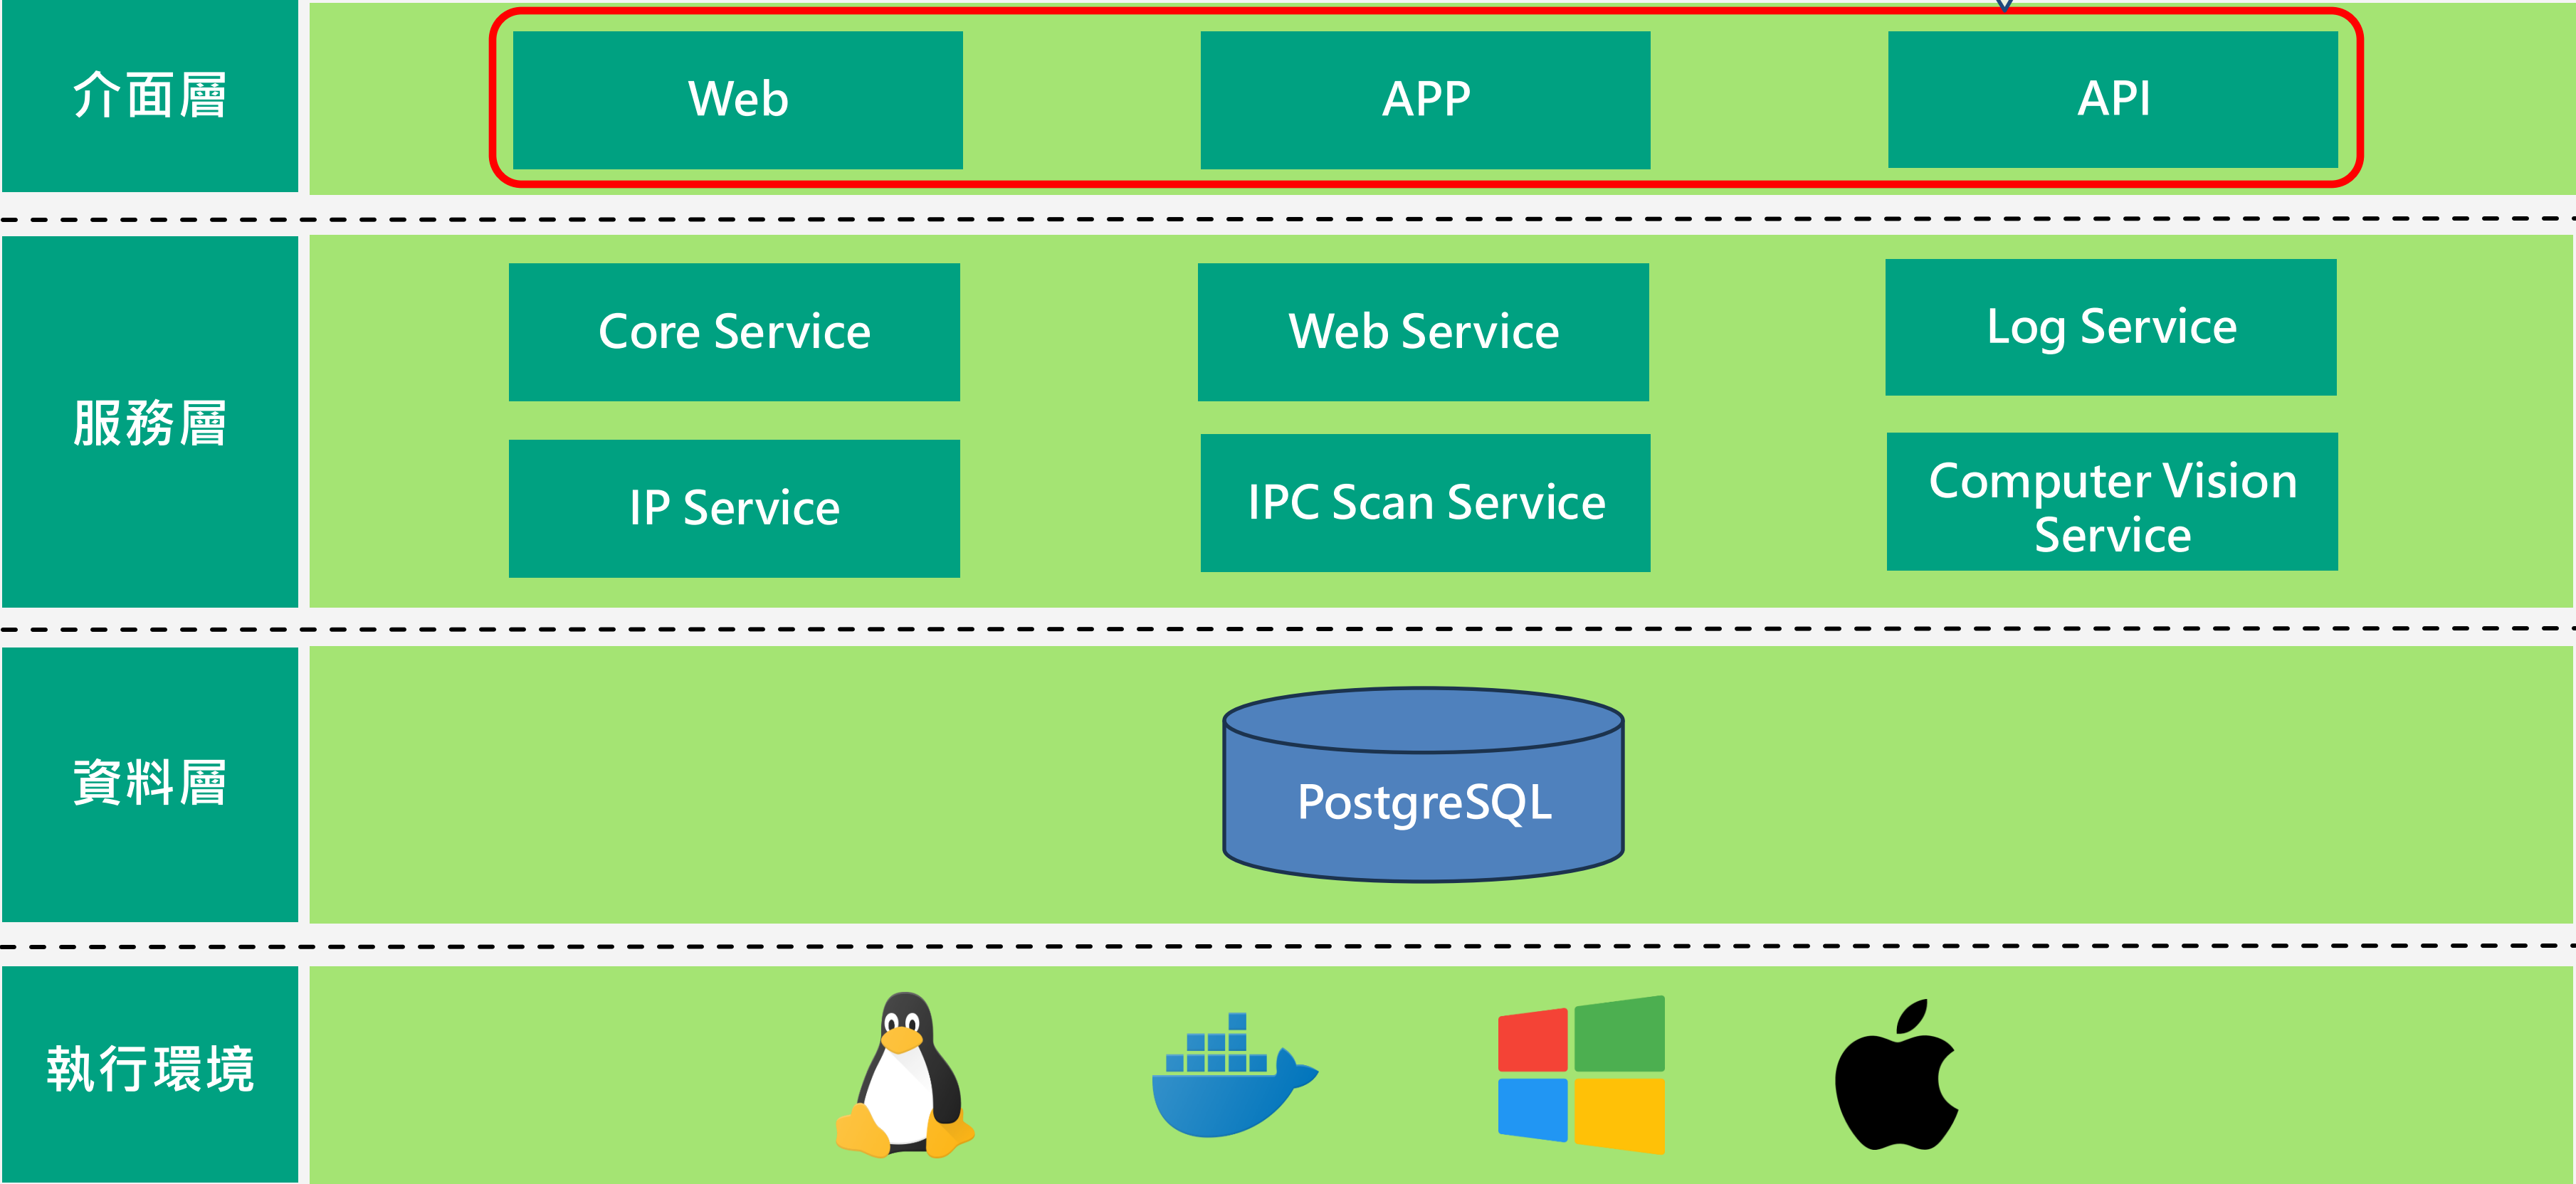 介面層
Web
APP
API
服務層
Core Service
Web Service
Log Service
IP Service
IPC Scan Service
Computer Vision
Service
資料層
PostgreSQL
執行環境